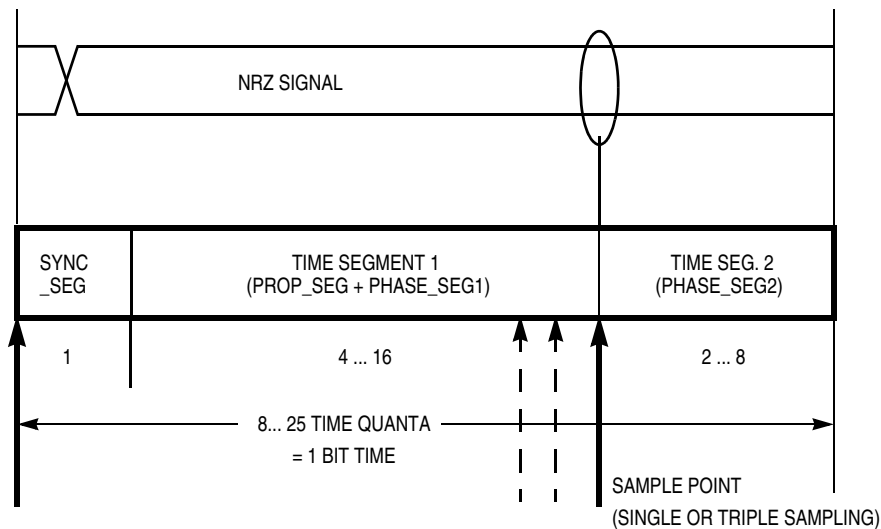 NRZ SIGNAL
SYNC
_SEG
TIME SEGMENT 1
(PROP_SEG + PHASE_SEG1)
TIME SEG. 2
(PHASE_SEG2)
1
4 ... 16
2 ... 8
8... 25 TIME QUANTA
= 1 BIT TIME
SAMPLE POINT
(SINGLE OR TRIPLE SAMPLING)